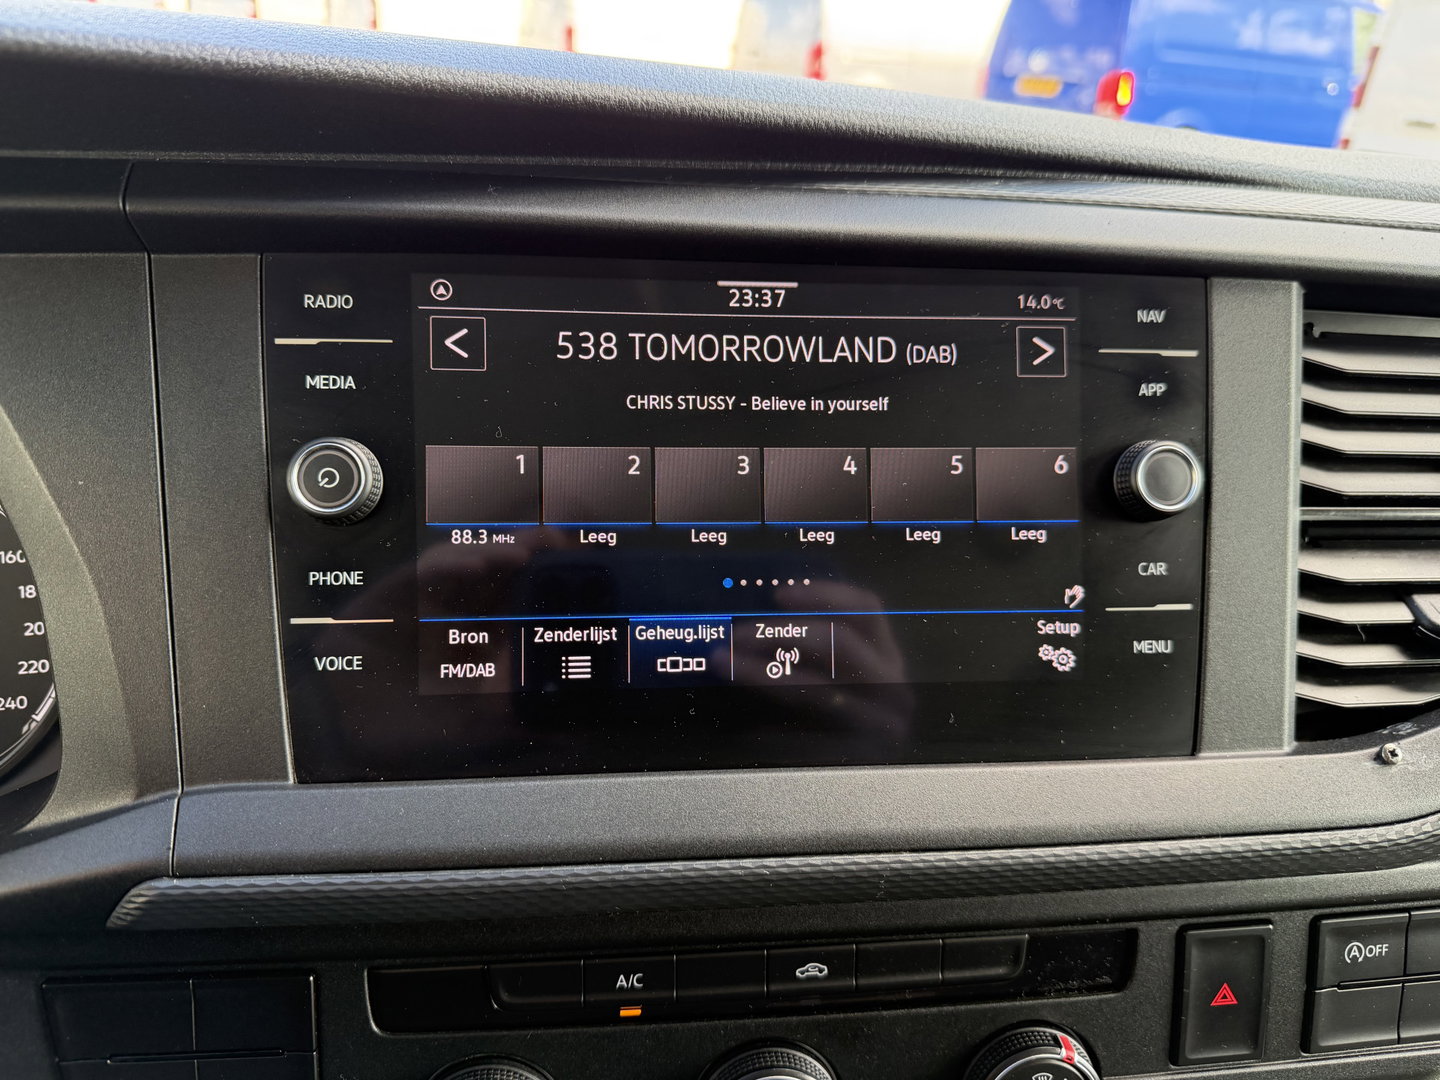 RADIO
MEDIA
PHONE
VOICE
23:37
14.0°C
538 TOMORROWLAND (DAB)
CHRIS STUSSY - Believe in yourself
1 2 3 4 5 6
88.3 MHz Leeg Leeg Leeg Leeg Leeg
Bron Zenderlijst Geheug.lijst Zender Setup
FM/DAB
NAV
APP
CAR
MENU
160
18
20
220
240
A/C
A OFF